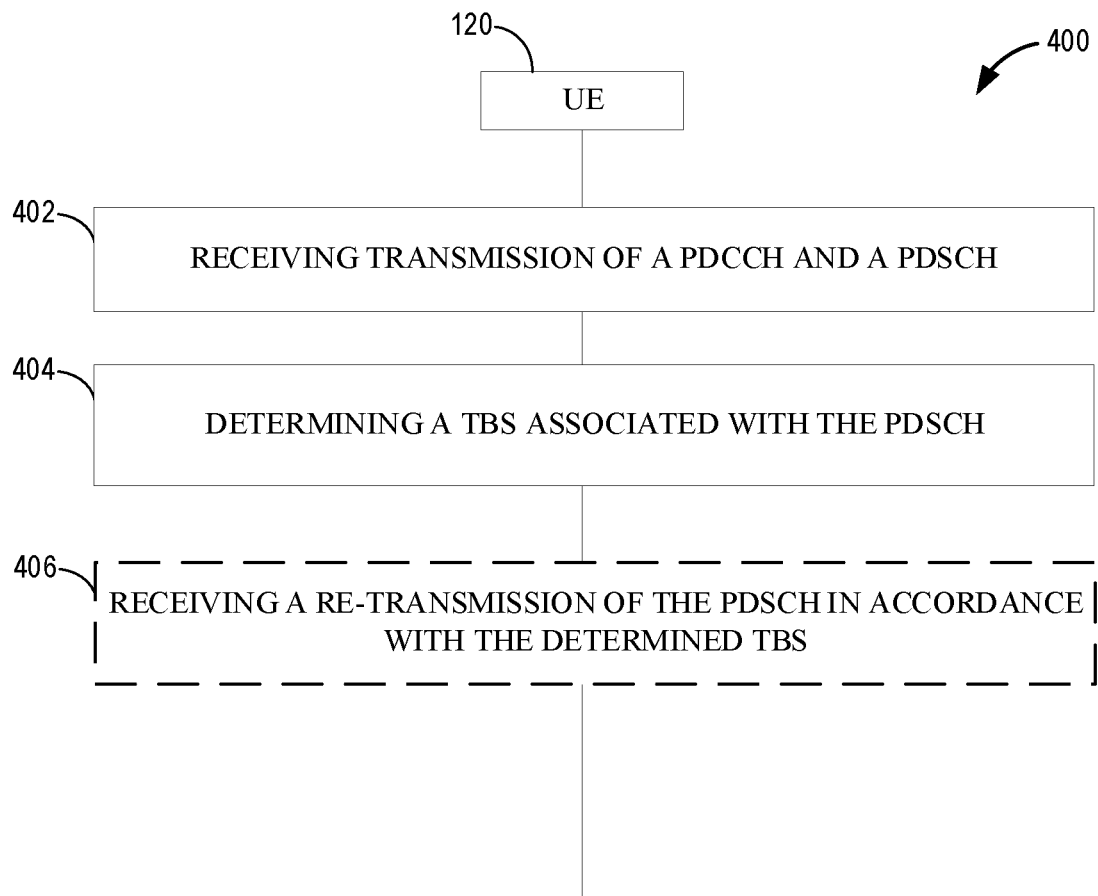 120
400
UE
402
RECEIVING TRANSMISSION OF A PDCCH AND A PDSCH
404
DETERMINING A TBS ASSOCIATED WITH THE PDSCH
406
RECEIVING A RE-TRANSMISSION OF THE PDSCH IN ACCORDANCE
WITH THE DETERMINED TBS